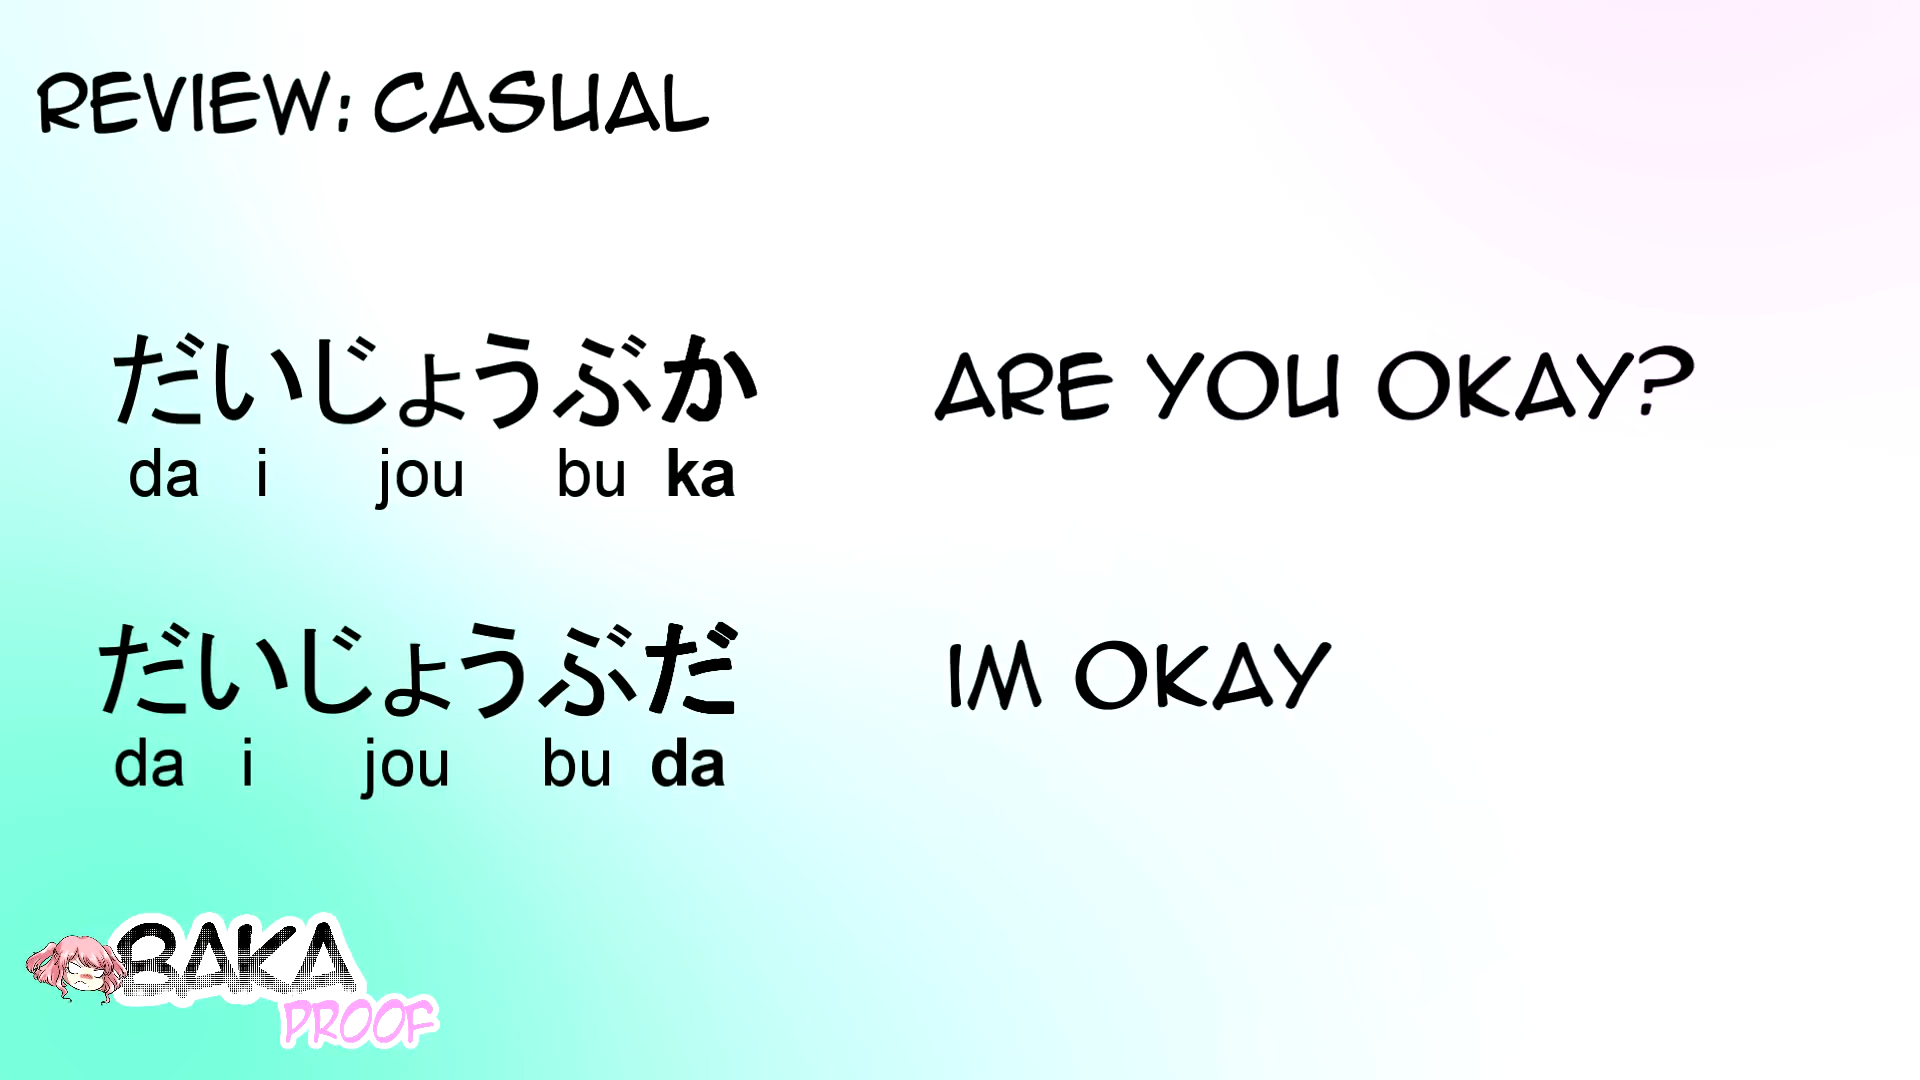 REVIEW: CASUAL
だいじょうぶか ARE YOU OKAY?
da i jou bu ka
だいじょうぶだ IM OKAY
da i jou bu da
BAKA
PROOF